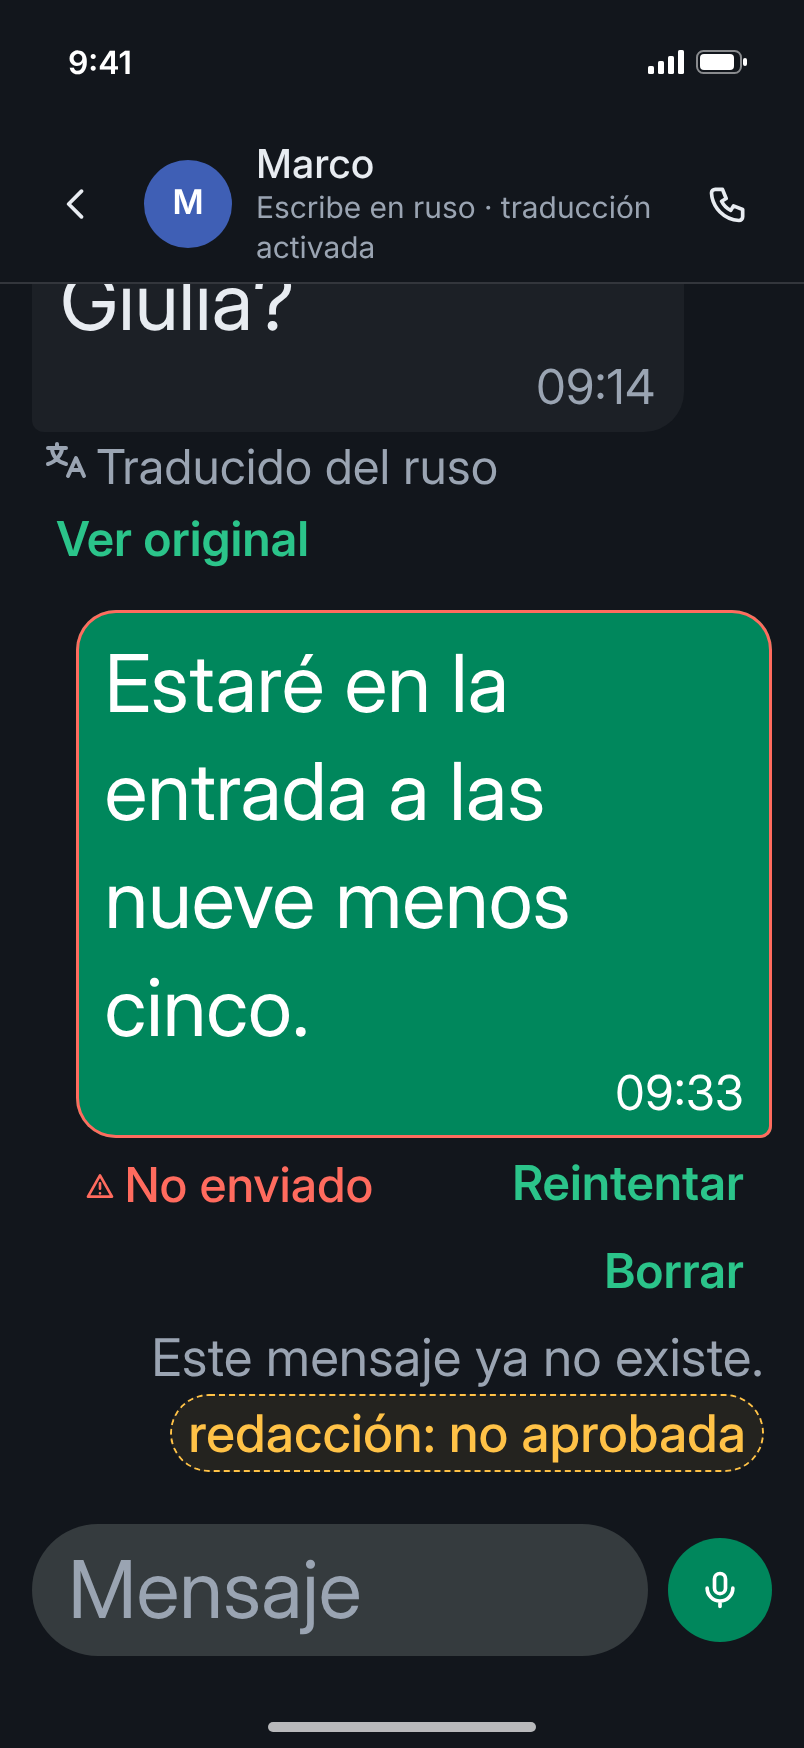 9:41
M
Marco
Escribe en ruso · traducción
activada
Giulia?
09:14
Traducido del ruso
Ver original
Estaré en la
entrada a las
nueve menos
cinco.
09:33
No enviado
Reintentar
Borrar
Este mensaje ya no existe.
redacción: no aprobada
Mensaje